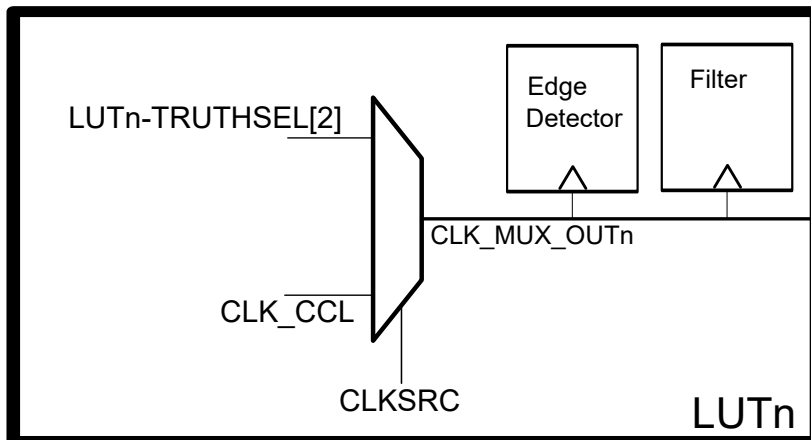 Edge
Detector
Filter
LUTn-TRUTHSEL[2]
CLK_MUX_OUTn
CLK_CCL
CLKSRC
LUTn